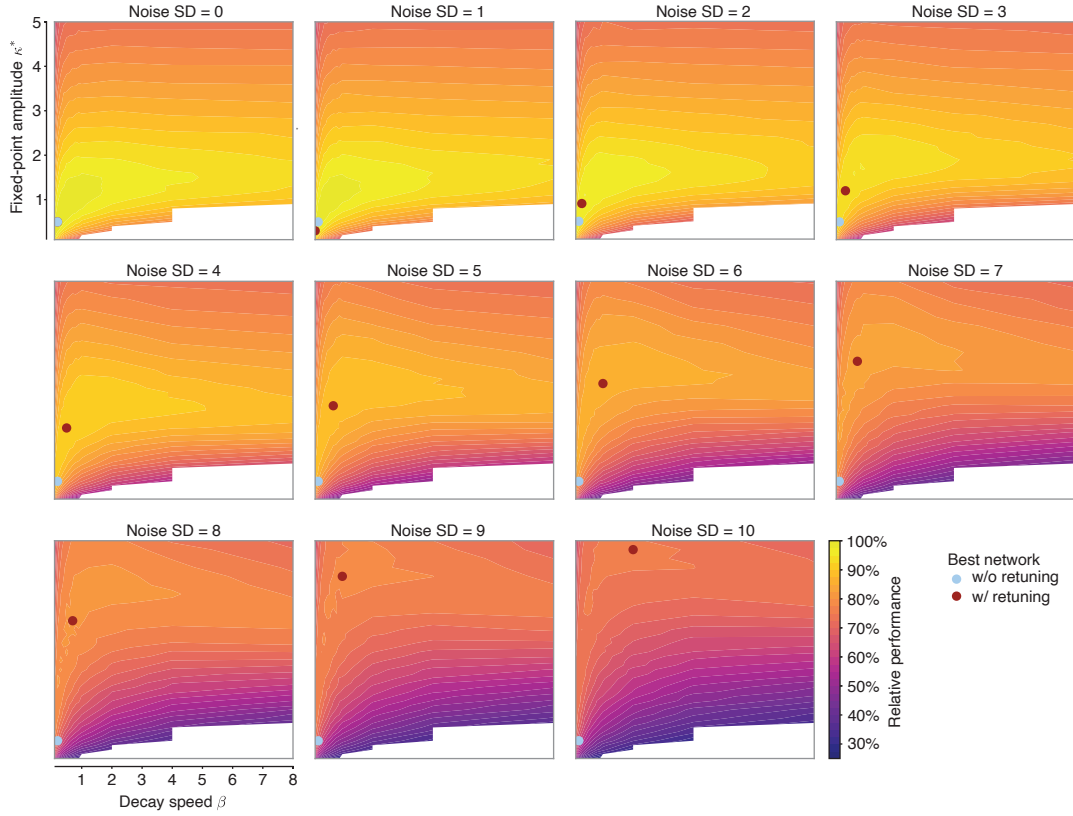 Noise SD = 0
Noise SD = 1
Noise SD = 2
Noise SD = 3
5
4
3
2
1
Fixed-point amplitude κ*
Noise SD = 4
Noise SD = 5
Noise SD = 6
Noise SD = 7
Noise SD = 8
Noise SD = 9
Noise SD = 10
100%
90%
80%
70%
60%
50%
40%
30%
Relative performance
Best network
w/o retuning
w/ retuning
1 2 3 4 5 6 7 8
Decay speed β